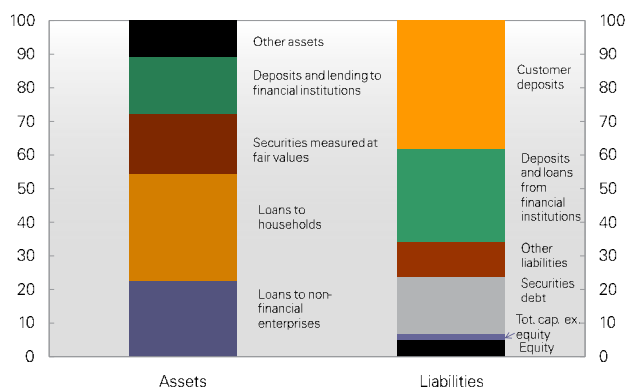 100
90
80
70
60
50
40
30
20
10
0
Other assets
Deposits and lending to
financial institutions
Securities measured at
fair values
Loans to
households
Loans to non-
financial
enterprises
Customer
deposits
Deposits
and loans
from
financial
institutions
Other
liabilities
Securities
debt
Tot. cap. ex.
equity
Equity
100
90
80
70
60
50
40
30
20
10
0
Assets
Liabilities